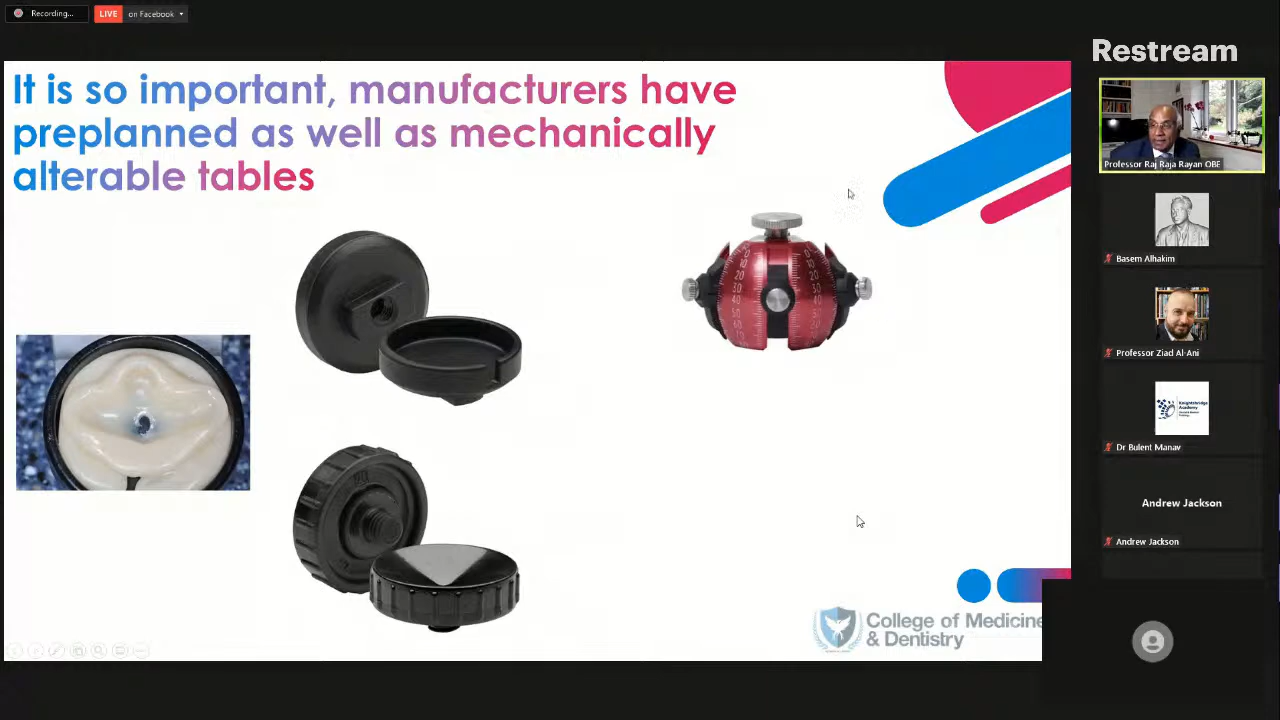 Recording...
LIVE
on Facebook
Restream
It is so important, manufacturers have
preplanned as well as mechanically
alterable tables
Professor Raj Raja Rayan OBE
Basem Alhakim
Professor Ziad Al-Ani
Knightsbridge
Academy
Dr Bulent Manav
Andrew Jackson
Andrew Jackson
College of Medicine
& Dentistry